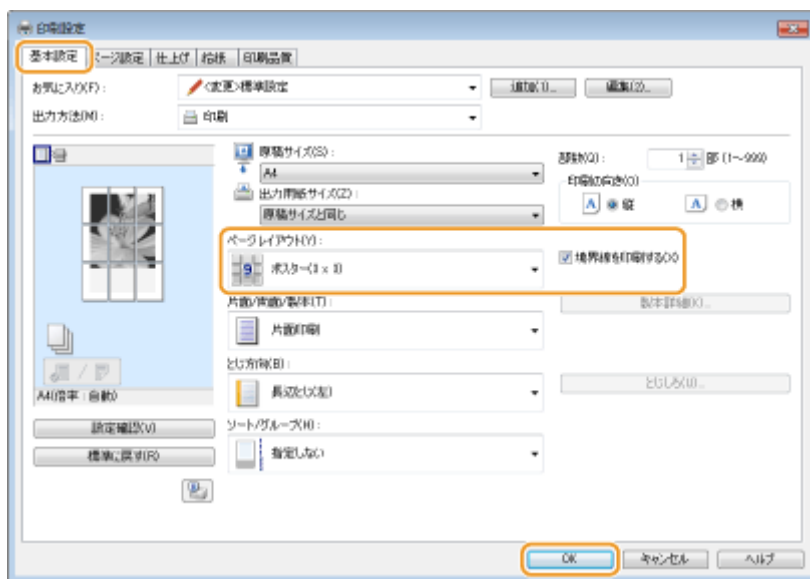 印刷設定
基本設定 ページ設定 仕上げ 給紙 印刷品質
お気に入り(F): <変更>標準設定 追加(1)... 編集(2)...
出力方法(M): 印刷
原稿サイズ(S):
A4
出力用紙サイズ(Z):
原稿サイズと同じ
部数(Q): 1 部 (1~999)
印刷の向き(O)
A 縦 A 横
ページレイアウト(Y):
9 ポスター(3 x 3)
境界線を印刷する(X)
片面/両面/製本(T):
片面印刷
製本詳細(K)...
とじ方向(B):
長辺とじ(左)
とじしろ(U)...
A4(倍率:自動)
設定確認(V)
標準に戻す(R)
ソート/グループ(H):
指定しない
OK キャンセル ヘルプ